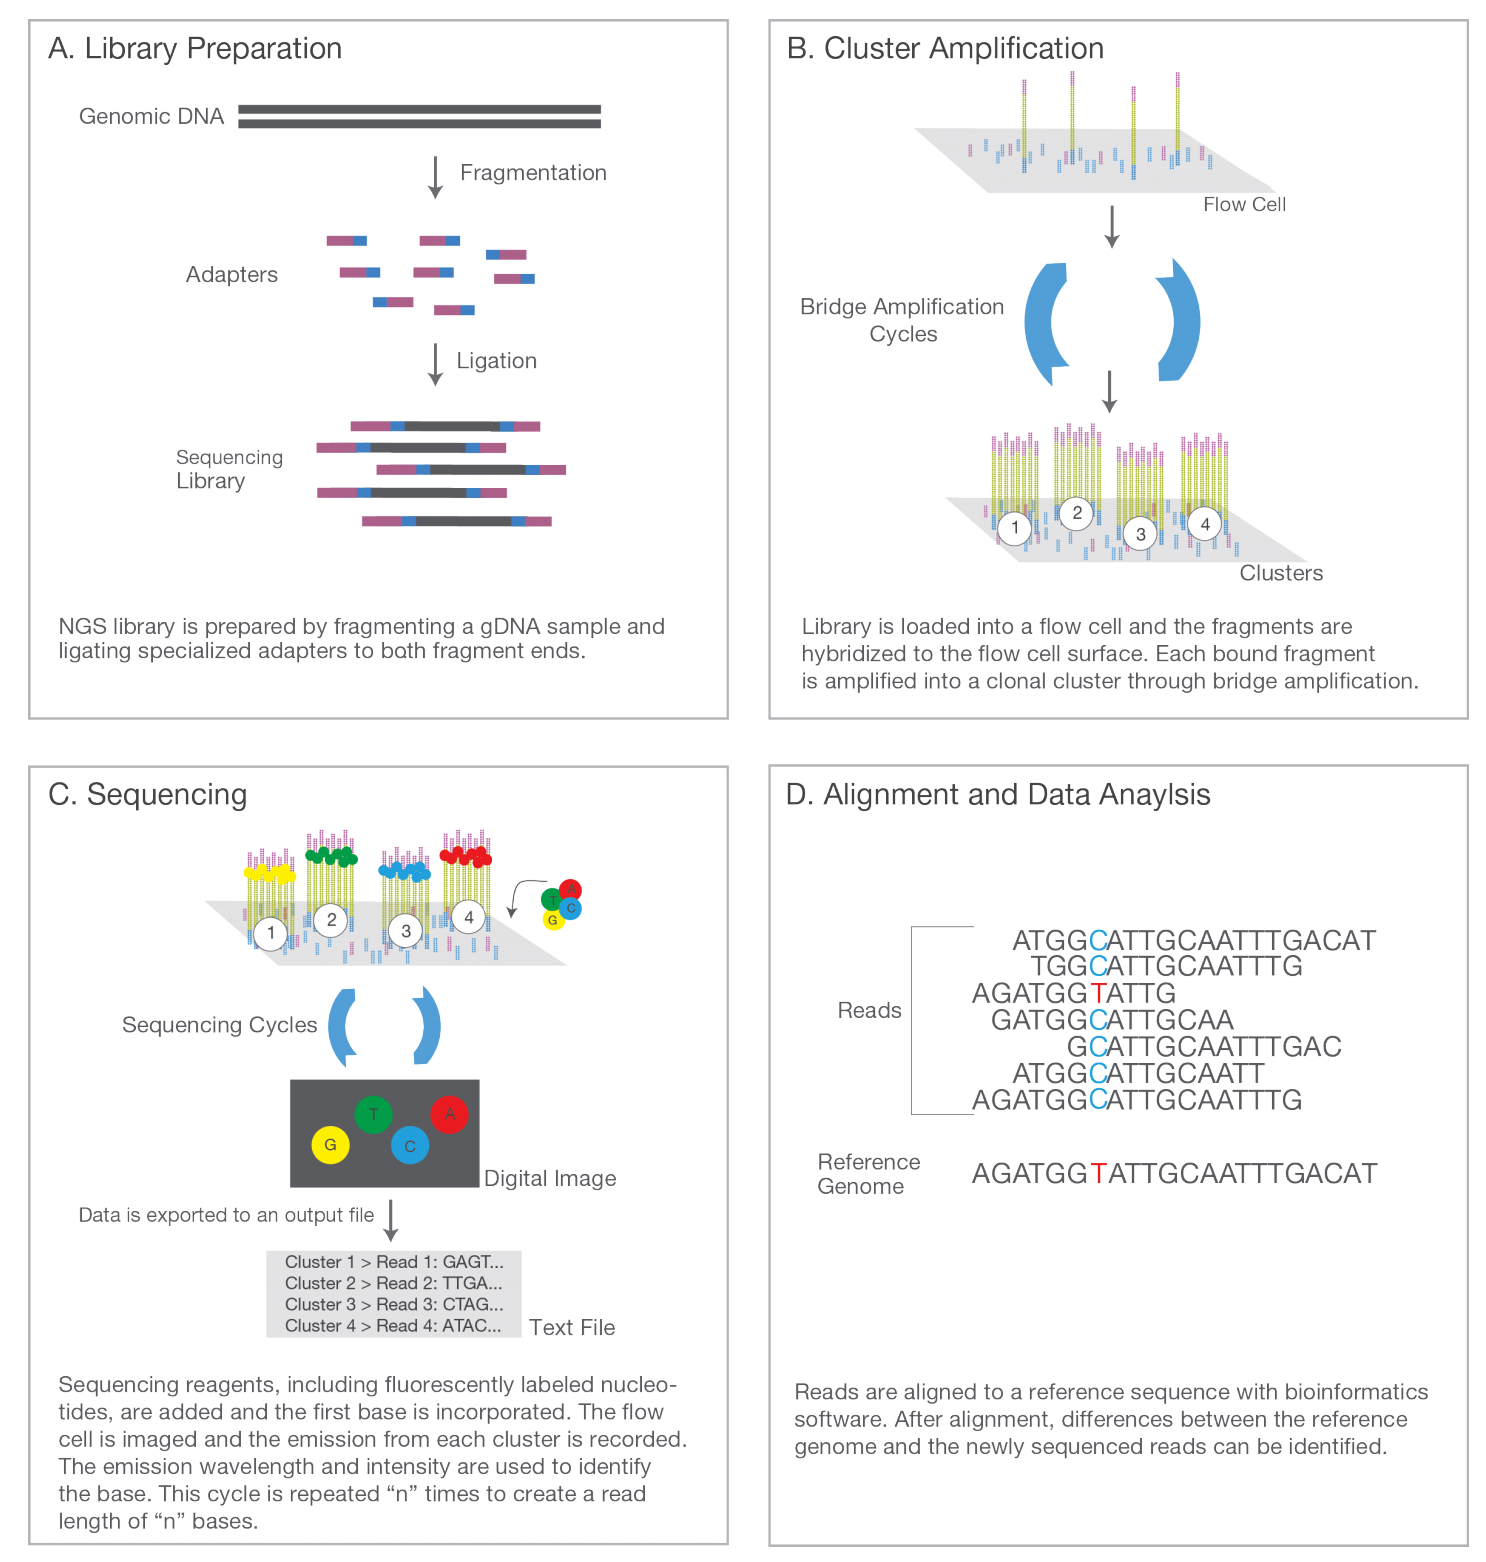 A. Library Preparation
Genomic DNA
Fragmentation
Adapters
Ligation
Sequencing
Library
NGS library is prepared by fragmenting a gDNA sample and
ligating specialized adapters to both fragment ends.
B. Cluster Amplification
Flow Cell
Bridge Amplification
Cycles
1
2
3
4
Clusters
Library is loaded into a flow cell and the fragments are
hybridized to the flow cell surface. Each bound fragment
is amplified into a clonal cluster through bridge amplification.
C. Sequencing
1
2
3
4
A
T
C
G
Sequencing Cycles
T
A
G
C
Digital Image
Data is exported to an output file
Cluster 1 > Read 1: GAGT...
Cluster 2 > Read 2: TTGA...
Cluster 3 > Read 3: CTAG...
Cluster 4 > Read 4: ATAC...
Text File
Sequencing reagents, including fluorescently labeled nucleo-
tides, are added and the first base is incorporated. The flow
cell is imaged and the emission from each cluster is recorded.
The emission wavelength and intensity are used to identify
the base. This cycle is repeated “n” times to create a read
length of “n” bases.
D. Alignment and Data Anaylsis
Reads
ATGGCATTGCAATTTGACAT
TGGCATTGCAATTTG
AGATGGTATTG
GATGGCATTGCAA
GCATTGCAATTTGAC
ATGGCATTGCAATT
AGATGGCATTGCAATTTG
Reference
Genome
AGATGGTATTGCAATTTGACAT
Reads are aligned to a reference sequence with bioinformatics
software. After alignment, differences between the reference
genome and the newly sequenced reads can be identified.